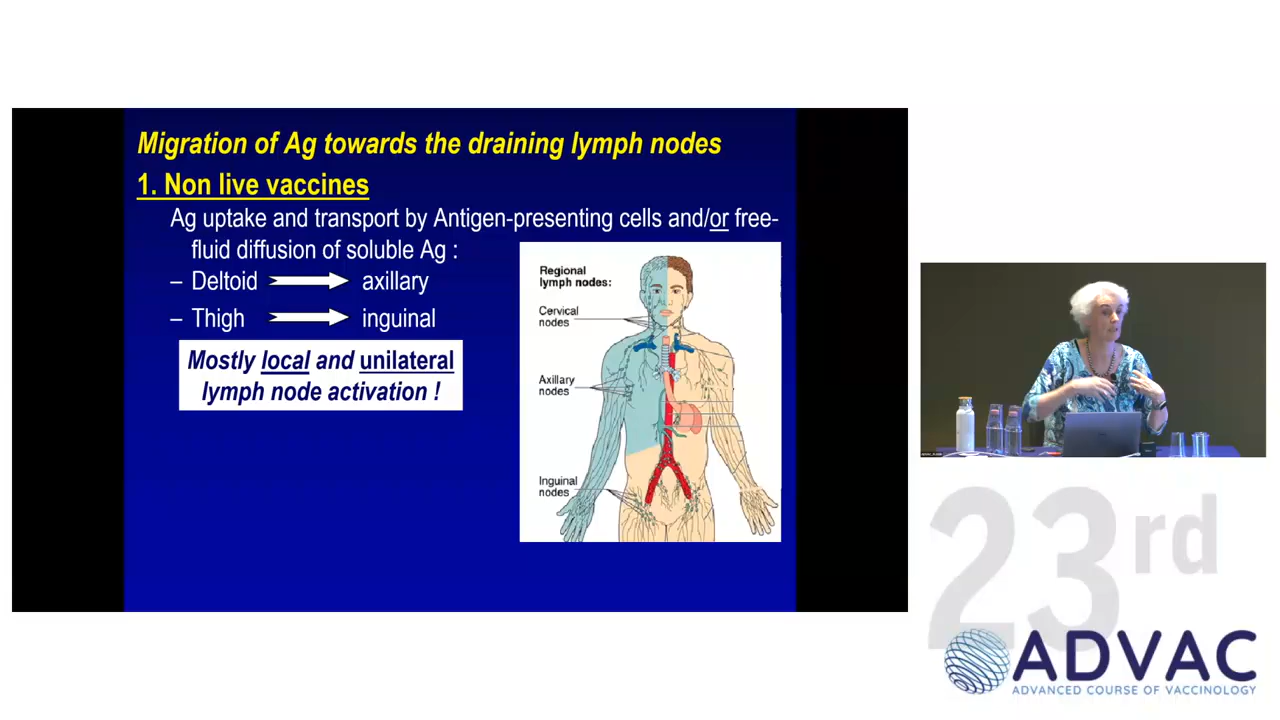 Migration of Ag towards the draining lymph nodes
1. Non live vaccines
Ag uptake and transport by Antigen-presenting cells and/or free-
fluid diffusion of soluble Ag :
– Deltoid axillary
– Thigh inguinal
Mostly local and unilateral
lymph node activation !
Regional
lymph nodes:
Cervical
nodes
Axillary
nodes
Inguinal
nodes
23rd
ADVAC
ADVANCED COURSE OF VACCINOLOGY